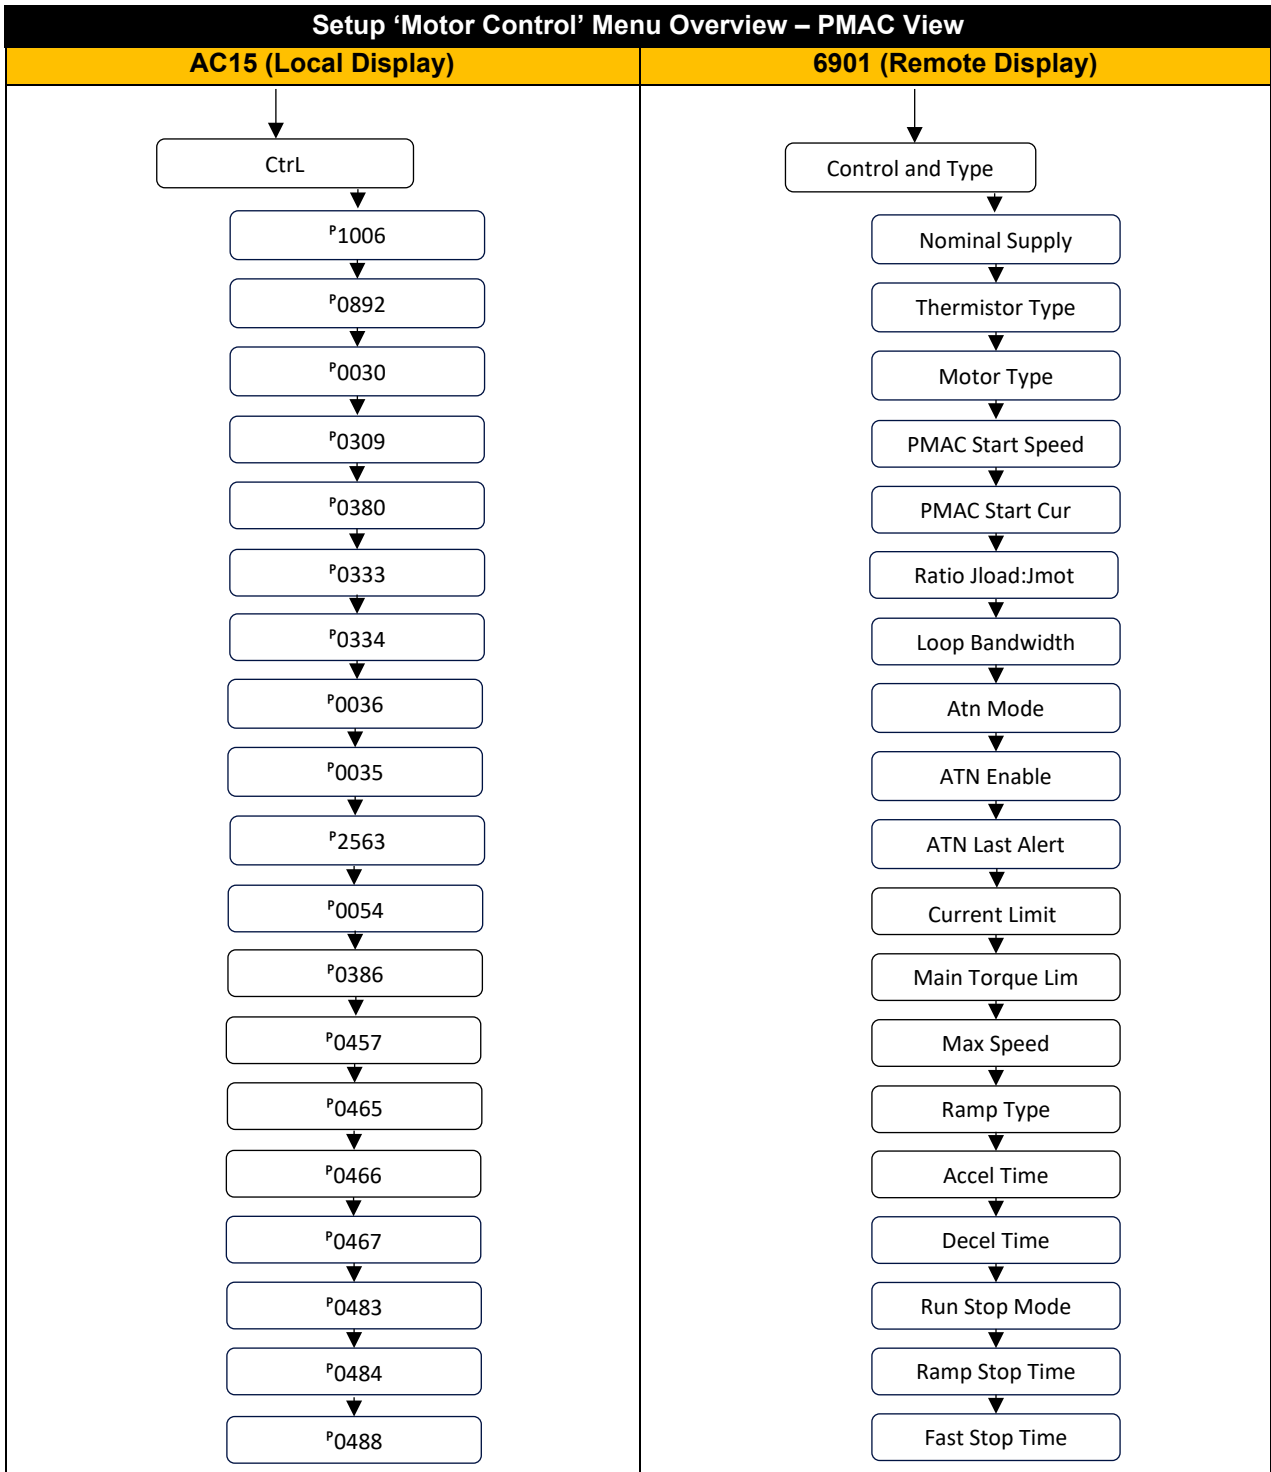 Setup ‘Motor Control’ Menu Overview – PMAC View
AC15 (Local Display)
6901 (Remote Display)
CtrL
ᴾ1006
ᴾ0892
ᴾ0030
ᴾ0309
ᴾ0380
ᴾ0333
ᴾ0334
ᴾ0036
ᴾ0035
ᴾ2563
ᴾ0054
ᴾ0386
ᴾ0457
ᴾ0465
ᴾ0466
ᴾ0467
ᴾ0483
ᴾ0484
ᴾ0488
Control and Type
Nominal Supply
Thermistor Type
Motor Type
PMAC Start Speed
PMAC Start Cur
Ratio Jload:Jmot
Loop Bandwidth
Atn Mode
ATN Enable
ATN Last Alert
Current Limit
Main Torque Lim
Max Speed
Ramp Type
Accel Time
Decel Time
Run Stop Mode
Ramp Stop Time
Fast Stop Time